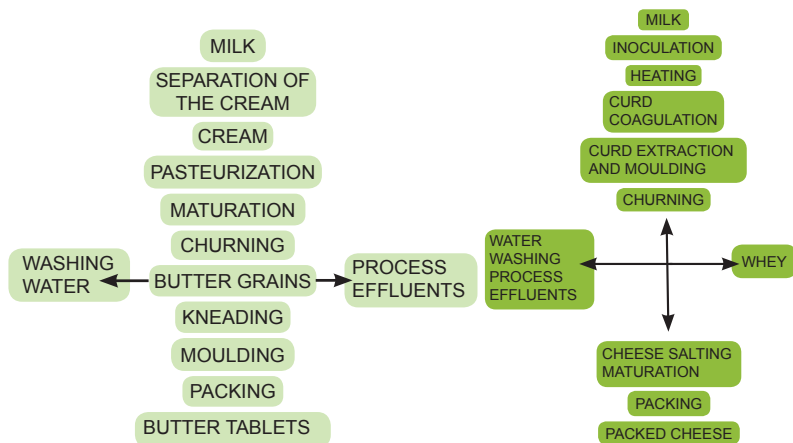 MILK
SEPARATION OF
THE CREAM
CREAM
PASTEURIZATION
MATURATION
CHURNING
WASHING
WATER
BUTTER GRAINS
PROCESS
EFFLUENTS
KNEADING
MOULDING
PACKING
BUTTER TABLETS
MILK
INOCULATION
HEATING
CURD
COAGULATION
CURD EXTRACTION
AND MOULDING
CHURNING
WATER
WASHING
PROCESS
EFFLUENTS
WHEY
CHEESE SALTING
MATURATION
PACKING
PACKED CHEESE